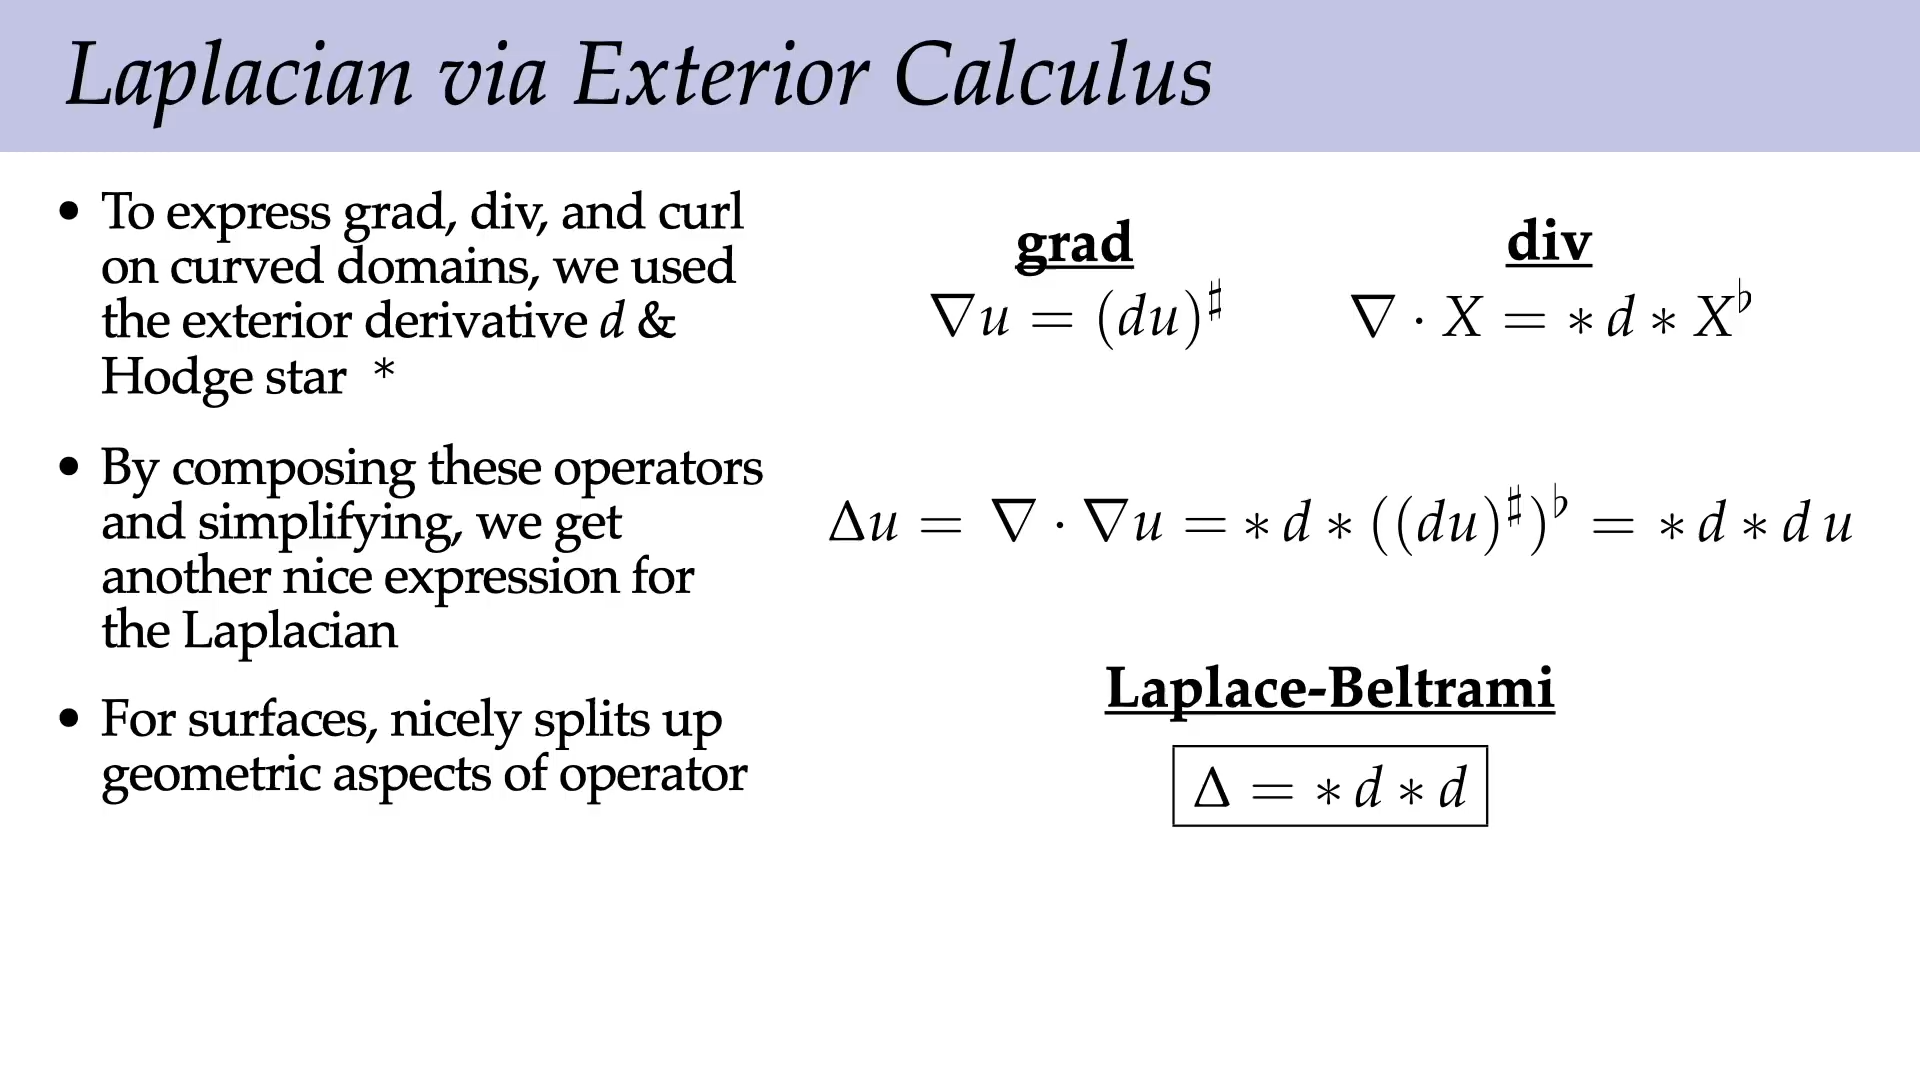 Laplacian via Exterior Calculus
• To express grad, div, and curl
on curved domains, we used
the exterior derivative d &
Hodge star *
• By composing these operators
and simplifying, we get
another nice expression for
the Laplacian
• For surfaces, nicely splits up
geometric aspects of operator
grad
∇u = (du)♯
div
∇ · X = ∗ d ∗ X♭
Δu = ∇ · ∇u = ∗ d ∗ ((du)♯)♭ = ∗ d ∗ d u
Laplace-Beltrami
Δ = ∗ d ∗ d